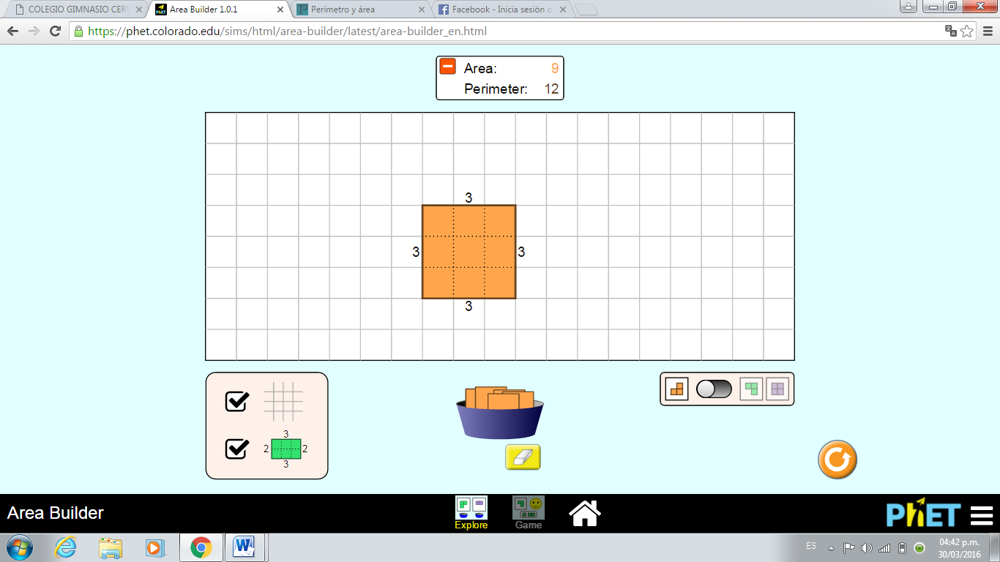 COLEGIO GIMNASIO CER
Area Builder 1.0.1
Perímetro y área
Facebook - Inicia sesión o
https://phet.colorado.edu/sims/html/area-builder/latest/area-builder_en.html
Area: 9
Perimeter: 12
3
3 3
3
3
2 2
3
Area Builder
Explore
Game
PhET
ES
04:42 p.m.
30/03/2016